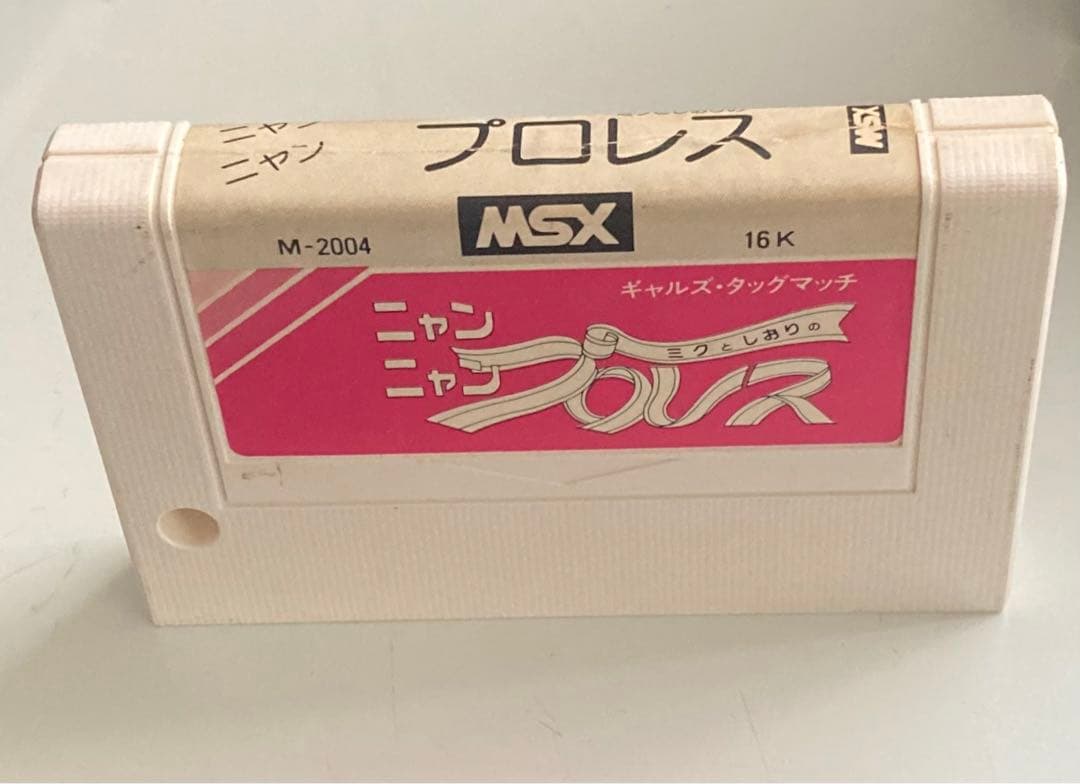 ニャン
ニャン
プロレス
MSX
MSX
M-2004
16K
ギャルズ・タッグマッチ
ミクとしおりの
ニャン
ニャン
プロレス